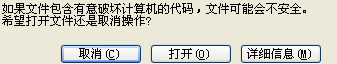 如果文件包含有意破坏计算机的代码，文件可能会不安全。
希望打开文件还是取消操作?
取消(C) 打开(O) 详细信息(M)